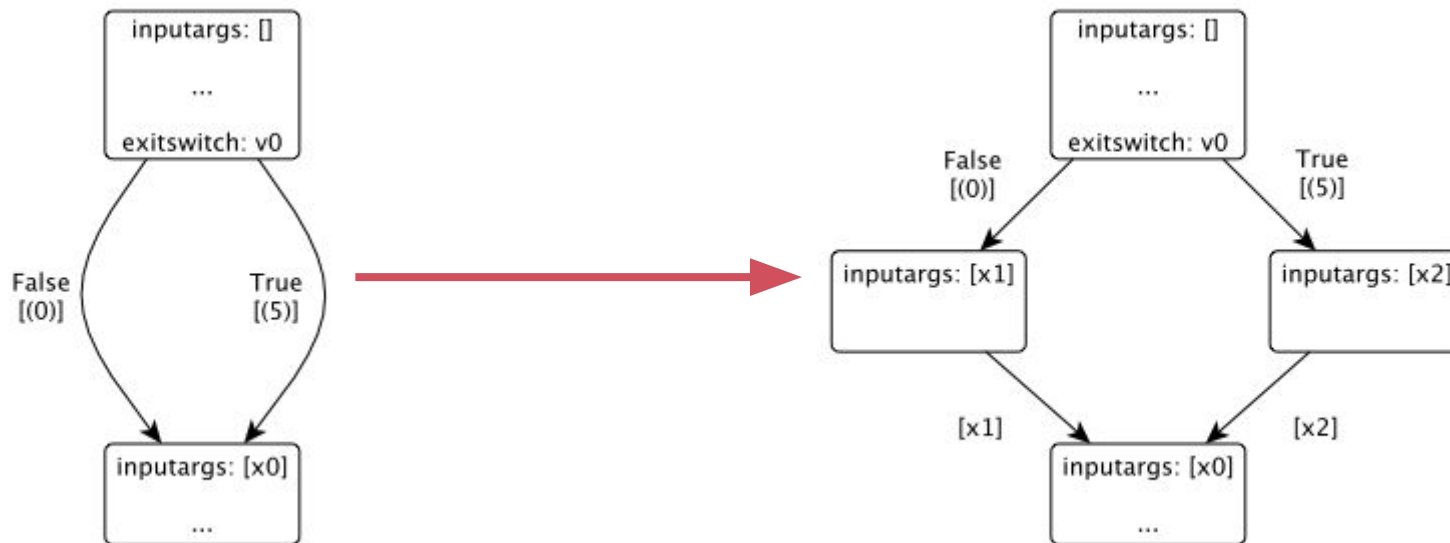 inputargs: []
...
exitswitch: v0
False
[(0)]
True
[(5)]
inputargs: [x0]
...
inputargs: []
...
exitswitch: v0
False
[(0)]
True
[(5)]
inputargs: [x1]
inputargs: [x2]
[x1]
[x2]
inputargs: [x0]
...